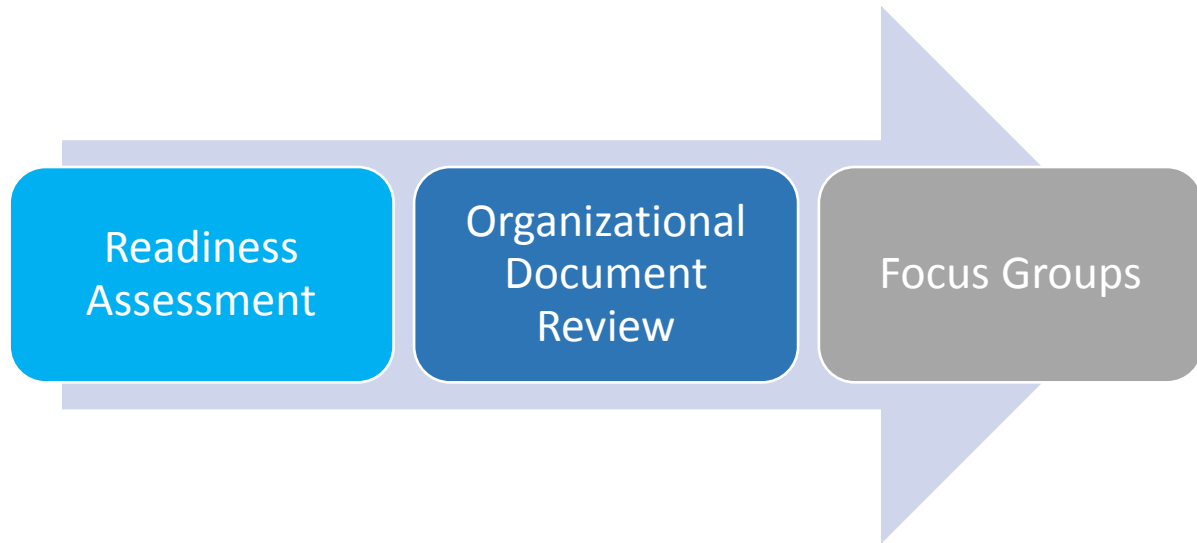 Readiness
Assessment
Organizational
Document
Review
Focus Groups